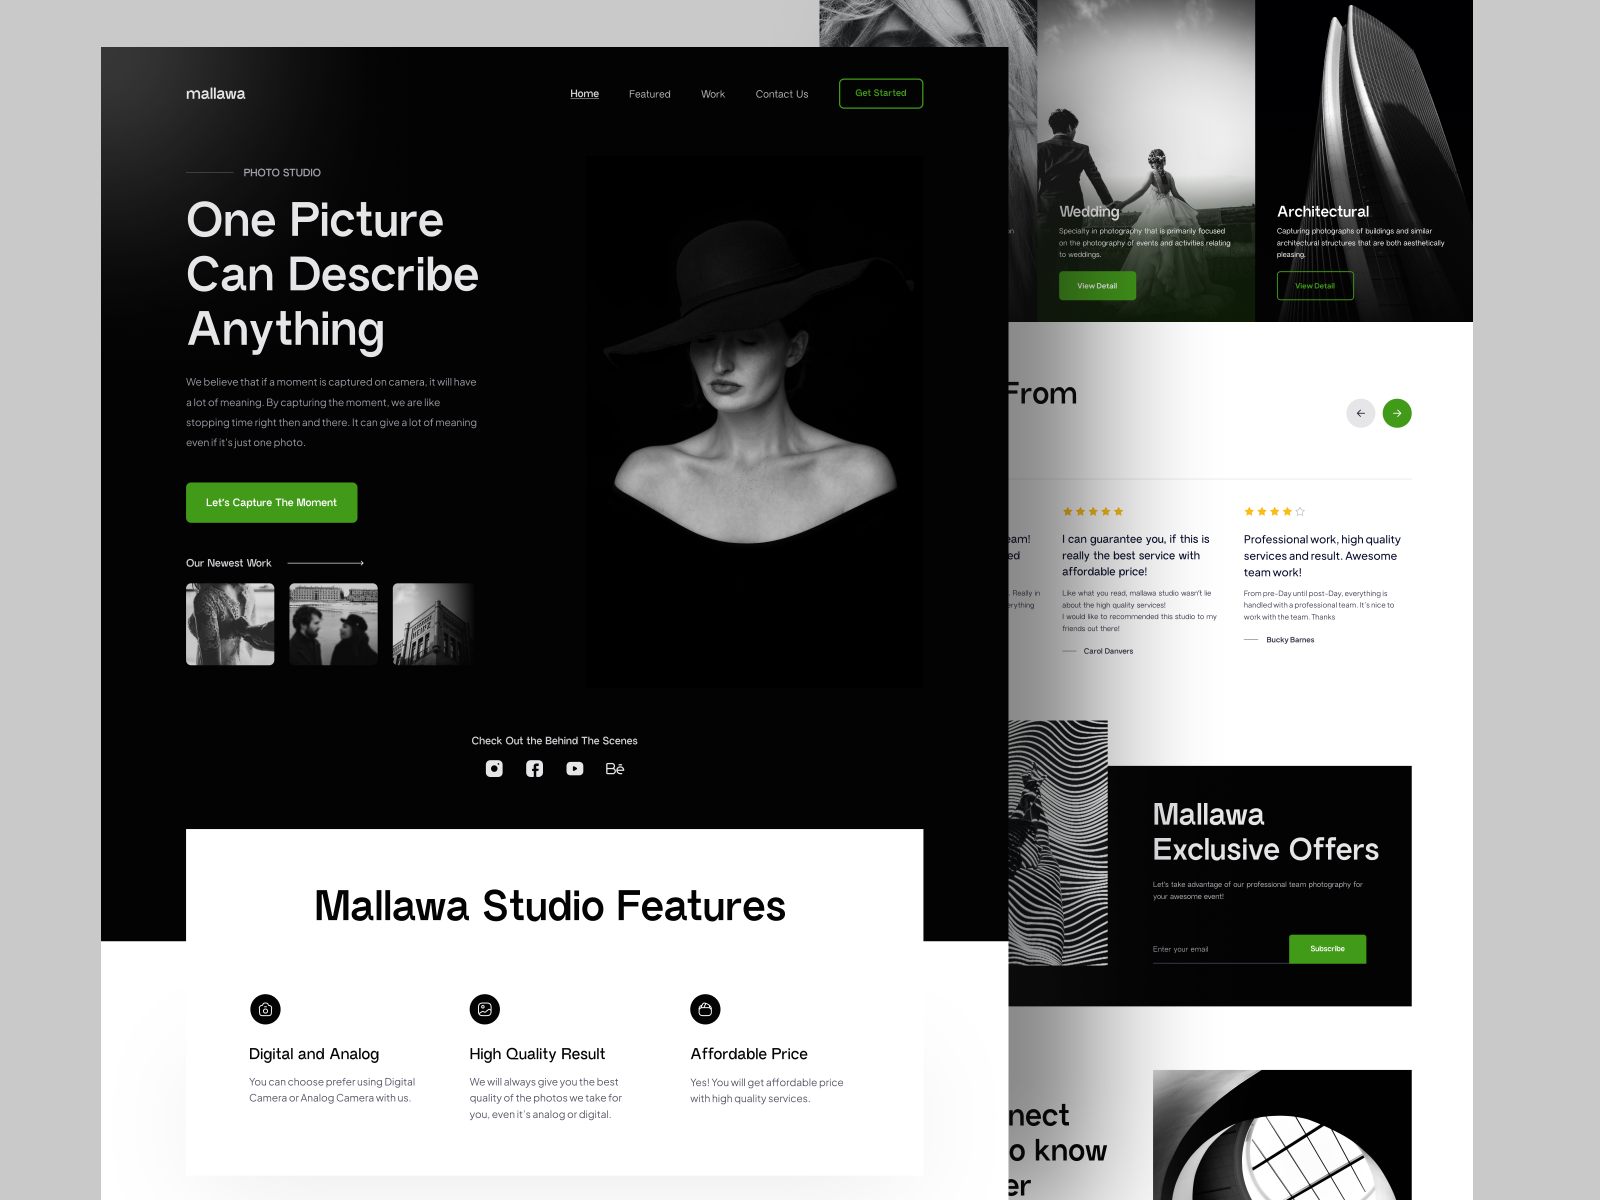 mallawa
Home
Featured
Work
Contact Us
Get Started
PHOTO STUDIO
One Picture
Can Describe
Anything
We believe that if a moment is captured on camera, it will have
a lot of meaning. By capturing the moment, we are like
stopping time right then and there. It can give a lot of meaning
even if it's just one photo.
Let's Capture The Moment
Our Newest Work
Check Out the Behind The Scenes
Bē
Mallawa Studio Features
Digital and Analog
You can choose prefer using Digital
Camera or Analog Camera with us.
High Quality Result
We will always give you the best
quality of the photos we take for
you, even it's analog or digital.
Affordable Price
Yes! You will get affordable price
with high quality services.
on
Wedding
Specialty in photography that is primarily focused
on the photography of events and activities relating
to weddings.
View Detail
Architectural
Capturing photographs of buildings and similar
architectural structures that are both aesthetically
pleasing.
View Detail
From
eam!
ed
. Really in
erything
I can guarantee you, if this is
really the best service with
affordable price!
Like what you read, mallawa studio wasn't lie
about the high quality services!
I would like to recommended this studio to my
friends out there!
Carol Danvers
Professional work, high quality
services and result. Awesome
team work!
From pre-Day until post-Day, everything is
handled with a professional team. It's nice to
work with the team. Thanks
Bucky Barnes
Mallawa
Exclusive Offers
Let's take advantage of our professional team photography for
your awesome event!
Enter your email
Subscribe
nect
o know
er